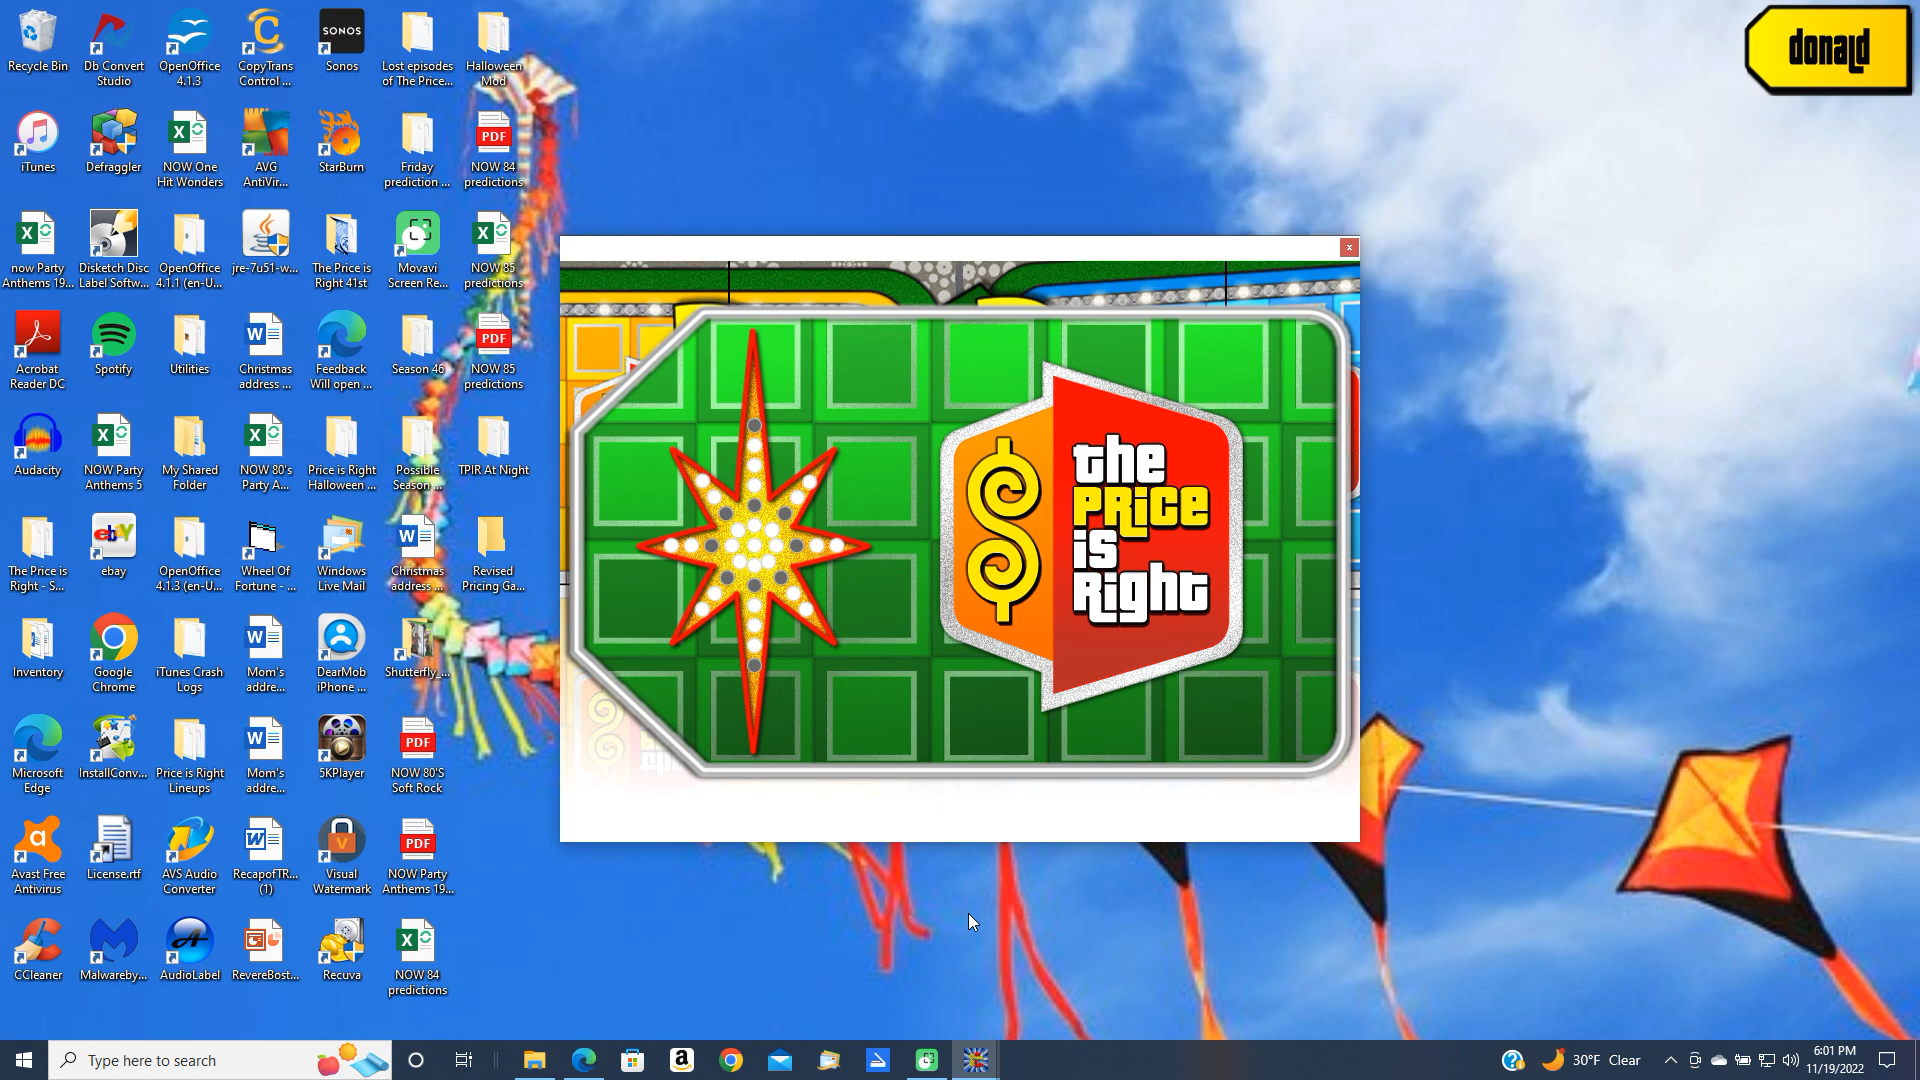 Recycle Bin
Db Convert
Studio
OpenOffice
4.1.3
CopyTrans
Control ...
SONOS
Sonos
Lost episodes
of The Price...
Halloween
Mod
donald
iTunes
Defraggler
NOW One
Hit Wonders
AVG
AntiVir...
StarBurn
Friday
prediction ...
PDF
NOW 84
predictions
now Party
Anthems 19...
Disketch Disc
Label Softw...
OpenOffice
4.1.1 (en-U...
jre-7u51-w...
The Price is
Right 41st
Movavi
Screen Re...
NOW 85
predictions
Acrobat
Reader DC
Spotify
Utilities
Christmas
address ...
Feedback
Will open ...
Season 46
PDF
NOW 85
predictions
Audacity
NOW Party
Anthems 5
My Shared
Folder
NOW 80's
Party A...
Price is Right
Halloween ...
Possible
Season ...
TPIR At Night
The Price is
Right - S...
ebay
ebay
OpenOffice
4.1.3 (en-U...
Wheel Of
Fortune - ...
Windows
Live Mail
Christmas
address ...
Revised
Pricing Ga...
Inventory
Google
Chrome
iTunes Crash
Logs
Mom's
addre...
DearMob
iPhone ...
Shutterfly_...
Microsoft
Edge
InstallConv...
Price is Right
Lineups
Mom's
addre...
5KPlayer
PDF
NOW 80'S
Soft Rock
Avast Free
Antivirus
License.rtf
AVS Audio
Converter
RecapofTR...
(1)
Visual
Watermark
PDF
NOW Party
Anthems 19...
CCleaner
Malwareby...
AudioLabel
RevereBost...
Recuva
NOW 84
predictions
the
PRice
is
Right
Type here to search
30°F Clear
6:01 PM
11/19/2022